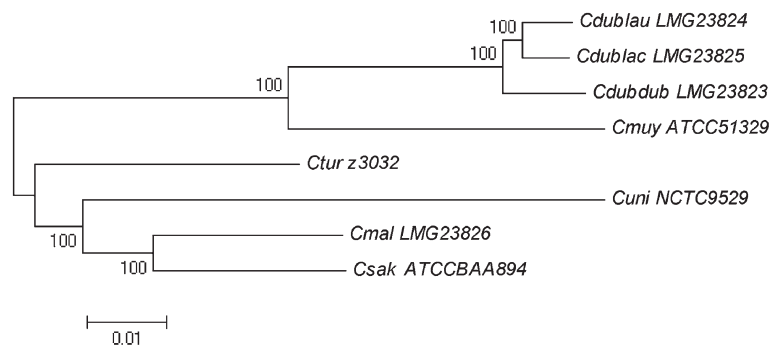 Cdublau LMG23824
100
Cdublac LMG23825
100
100
Cdubdub LMG23823
Cmuy ATCC51329
Ctur z3032
Cuni NCTC9529
100
Cmal LMG23826
100
Csak ATCCBAA894
0.01